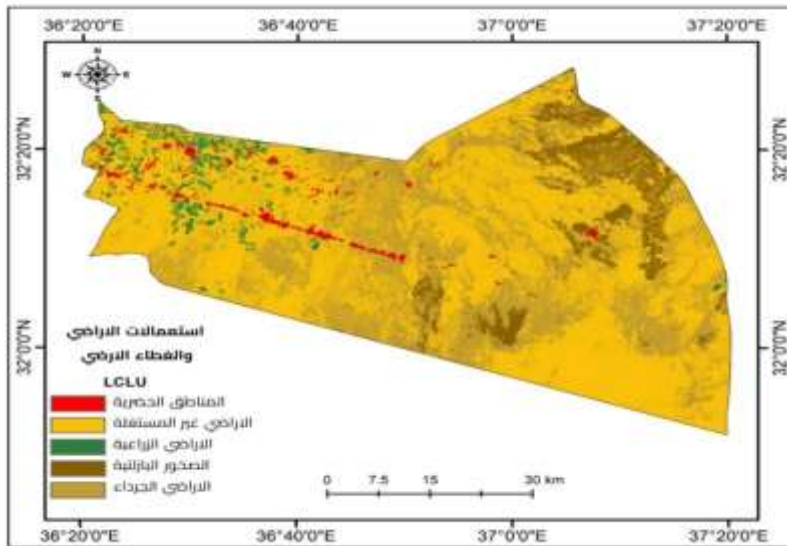 36°20'0"E 36°40'0"E 37°0'0"E 37°20'0"E
N
W E
S
32°20'0"N 32°20'0"N
32°0'0"N 32°0'0"N
استعمالات الاراضي
والغطاء الارضي
LCLU
المناطق الحضرية
الاراضي غير المستغلة
الاراضي الزراعية
الصخور البازلتية
الاراضي الجرداء
0 7.5 15 30 km
36°20'0"E 36°40'0"E 37°0'0"E 37°20'0"E